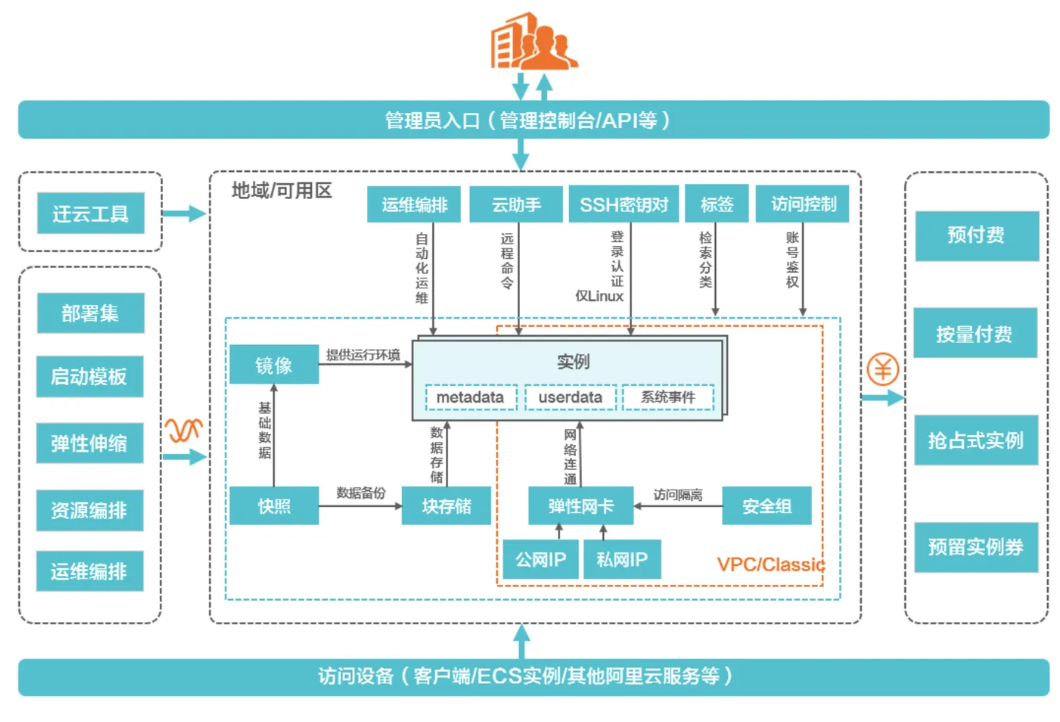 管理员入口（管理控制台/API等）
迁云工具
部署集
启动模板
弹性伸缩
资源编排
运维编排
地域/可用区
运维编排
云助手
SSH密钥对
标签
访问控制
自动化运维
远程命令
登录认证
仅Linux
检索分类
账号鉴权
镜像
提供运行环境
实例
metadata
userdata
系统事件
基础数据
数据存储
网络连通
快照
数据备份
块存储
弹性网卡
访问隔离
安全组
公网IP
私网IP
VPC/Classic
¥
预付费
按量付费
抢占式实例
预留实例券
访问设备（客户端/ECS实例/其他阿里云服务等）